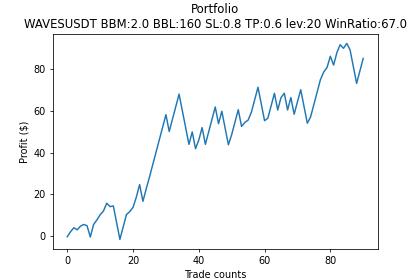 Portfolio
WAVESUSDT BBM:2.0 BBL:160 SL:0.8 TP:0.6 lev:20 WinRatio:67.0
80
60
40
20
0
Profit ($)
0 20 40 60 80
Trade counts